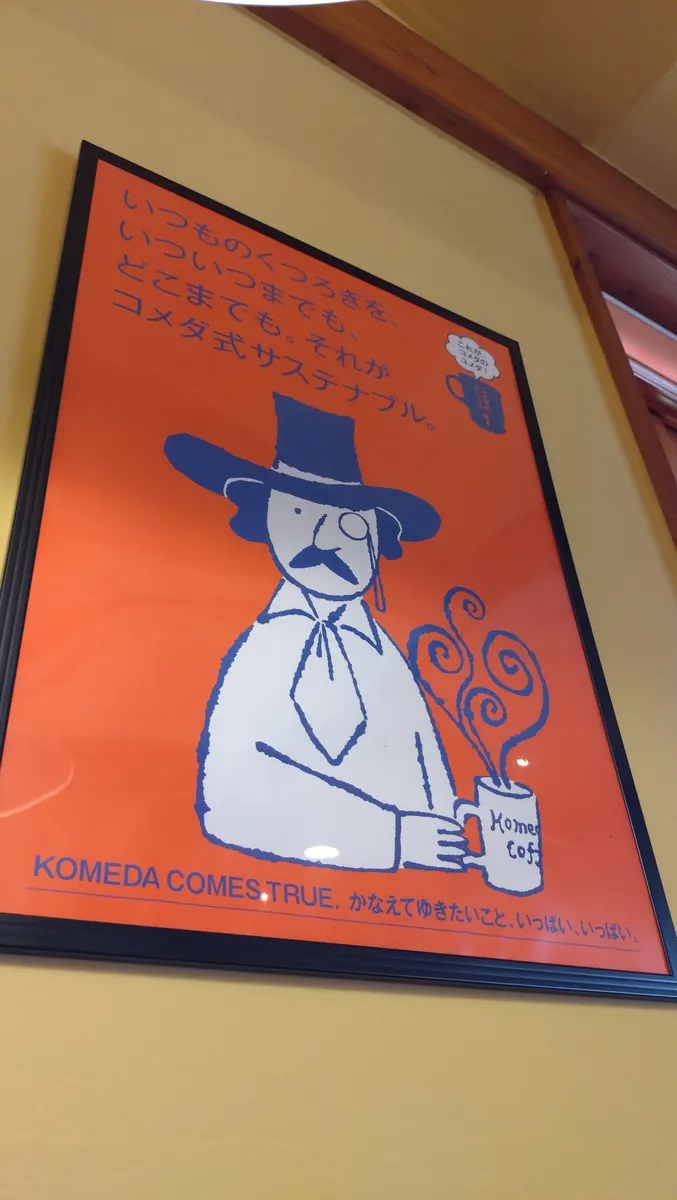 いつものくつろぎを、
いついつまでも、
どこまでも。それが
コメダ式サステナブル。
これが
コメダの
コメダ!
Komed
Cof
KOMEDA COMES TRUE. かなえてゆきたいこと、いっぱい、いっぱい。